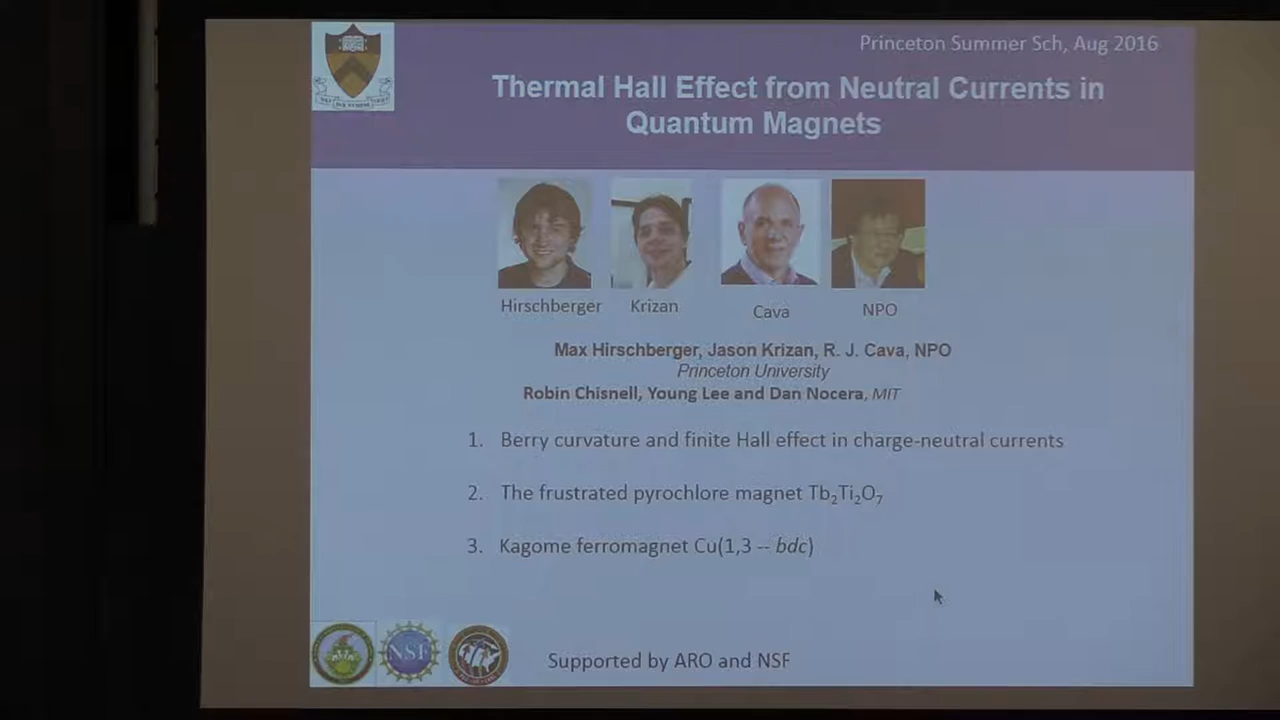 Princeton Summer Sch, Aug 2016
Thermal Hall Effect from Neutral Currents in
Quantum Magnets
Hirschberger Krizan Cava NPO
Max Hirschberger, Jason Krizan, R. J. Cava, NPO
Princeton University
Robin Chisnell, Young Lee and Dan Nocera, MIT
1. Berry curvature and finite Hall effect in charge-neutral currents
2. The frustrated pyrochlore magnet Tb₂Ti₂O₇
3. Kagome ferromagnet Cu(1,3 -- bdc)
NSF
Supported by ARO and NSF